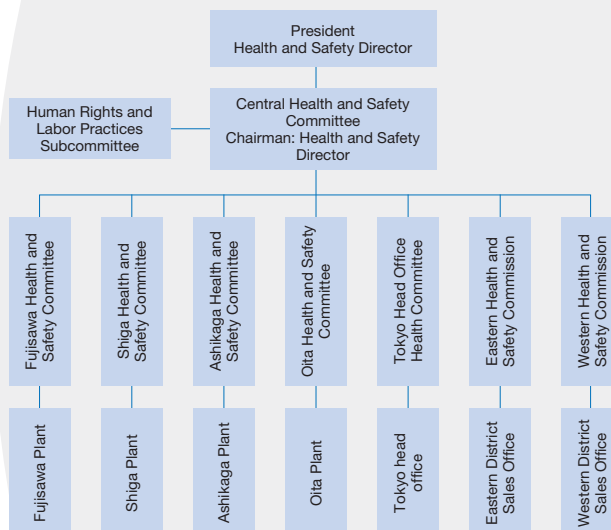 President
Health and Safety Director
Human Rights and
Labor Practices
Subcommittee
Central Health and Safety
Committee
Chairman: Health and Safety
Director
Fujisawa Health and
Safety Committee
Shiga Health and
Safety Committee
Ashikaga Health and
Safety Committee
Oita Health and Safety
Committee
Tokyo Head Office
Health Committee
Eastern Health and
Safety Commission
Western Health and
Safety Commission
Fujisawa Plant
Shiga Plant
Ashikaga Plant
Oita Plant
Tokyo head
office
Eastern District
Sales Office
Western District
Sales Office